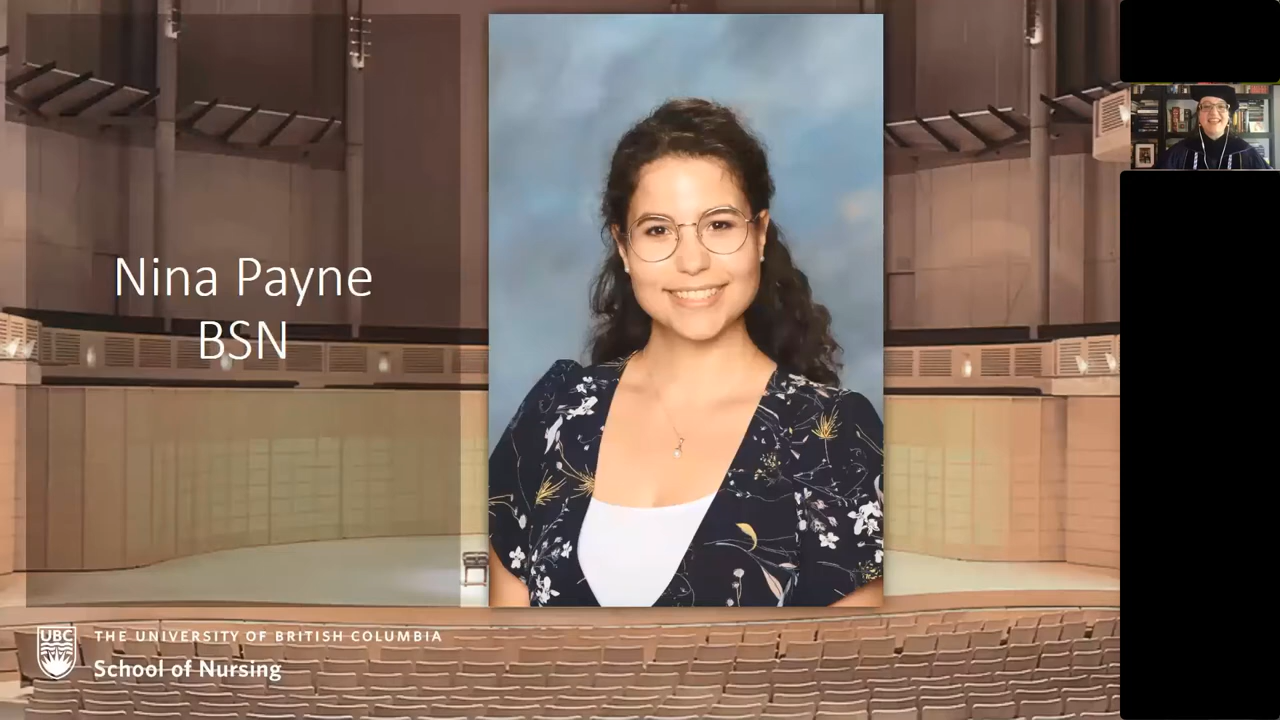 Nina Payne
BSN
UBC
THE UNIVERSITY OF BRITISH COLUMBIA
School of Nursing